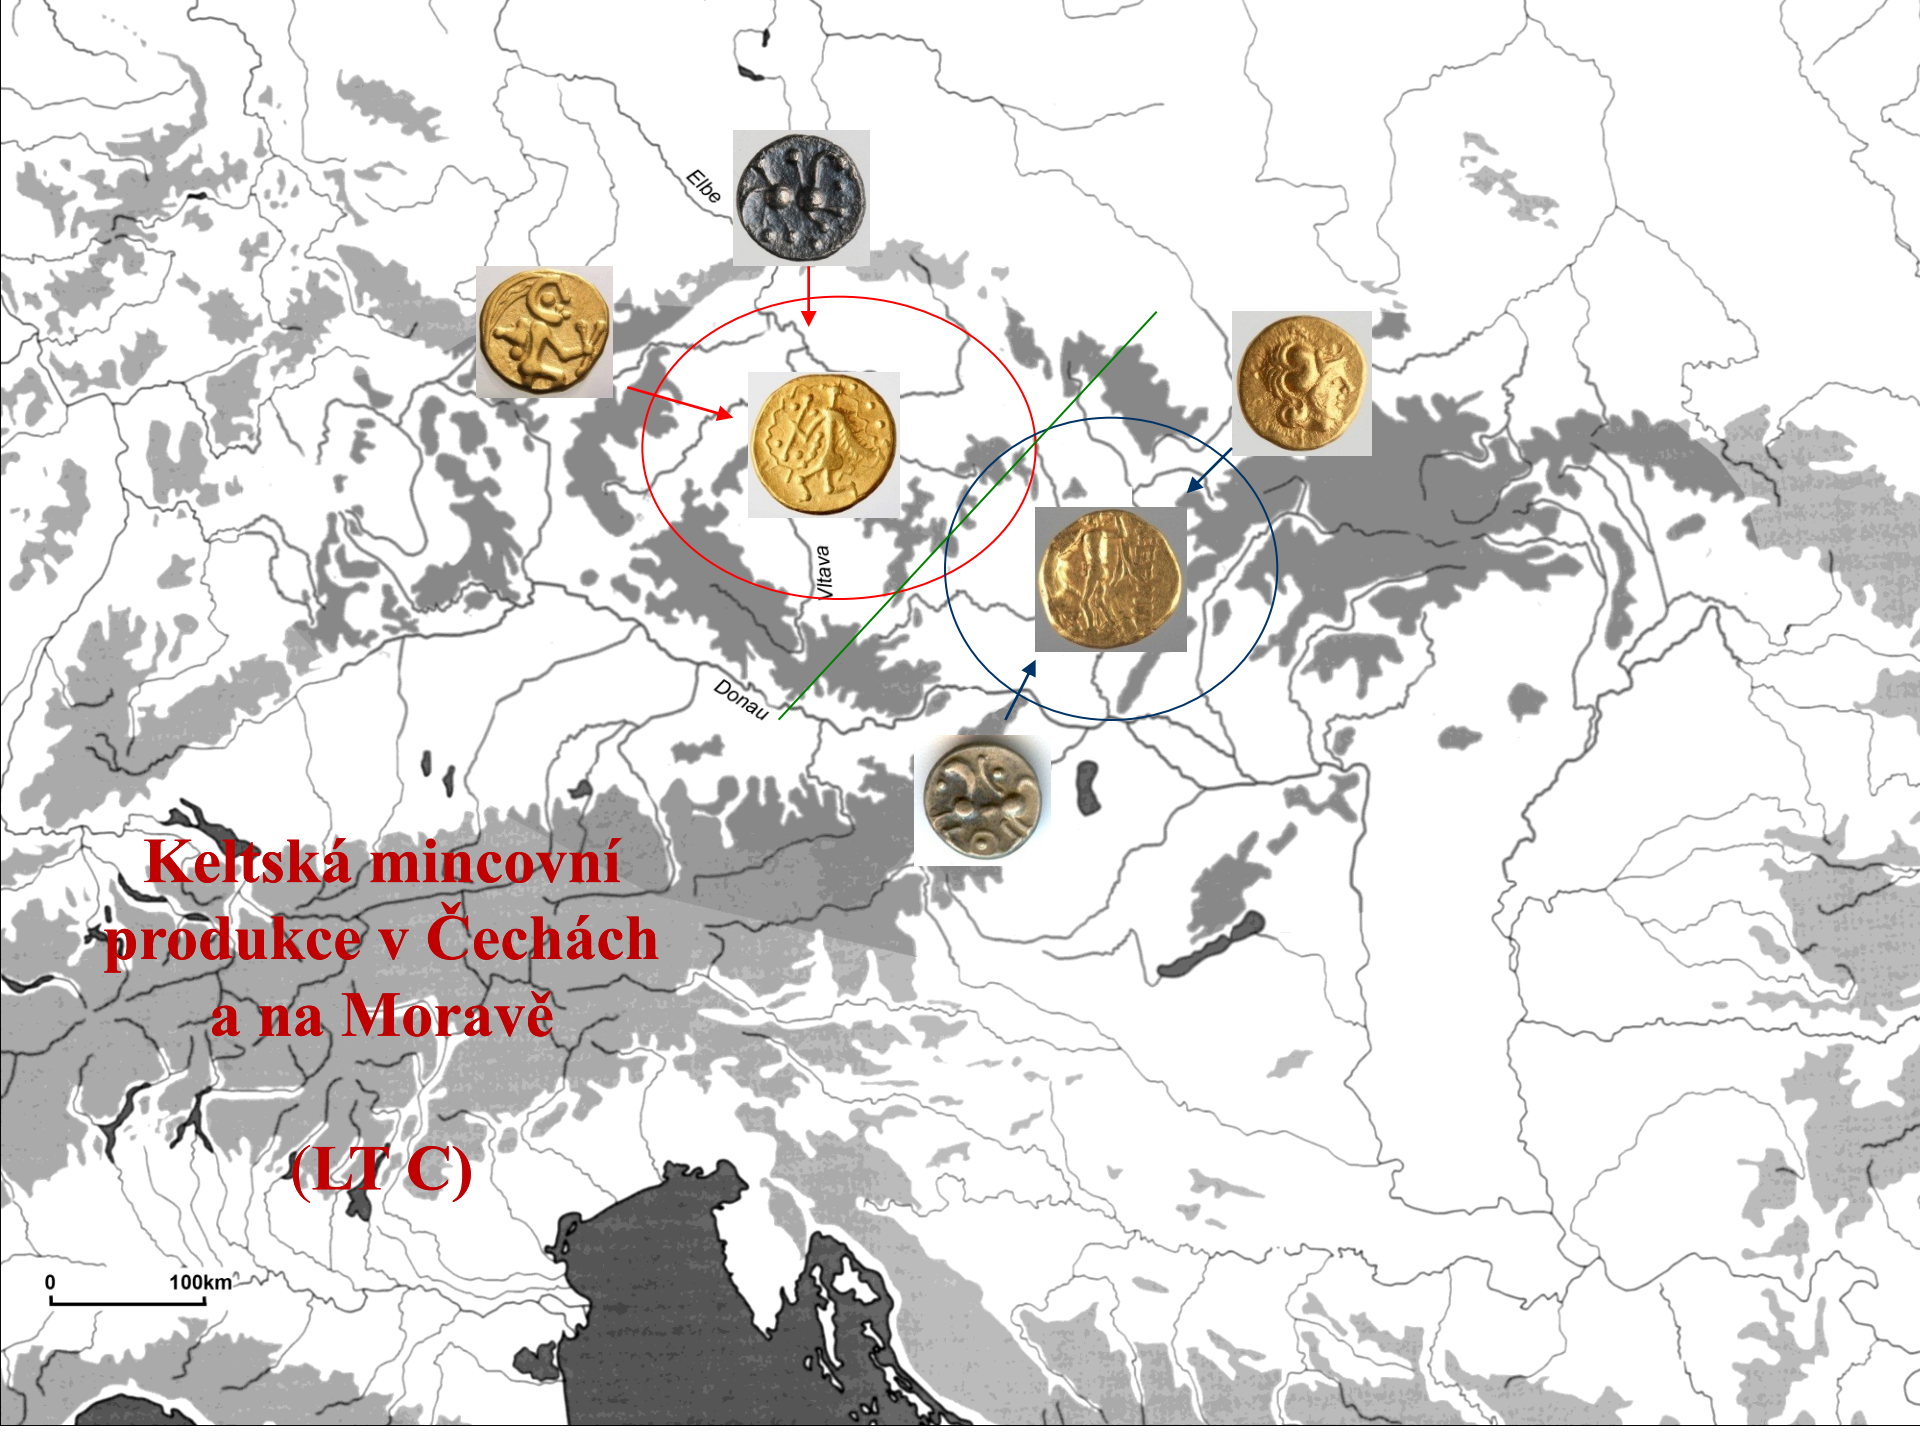 Elbe
Vltava
Donau
Keltská mincovní
produkce v Čechách
a na Moravě
(LT C)
0 100km